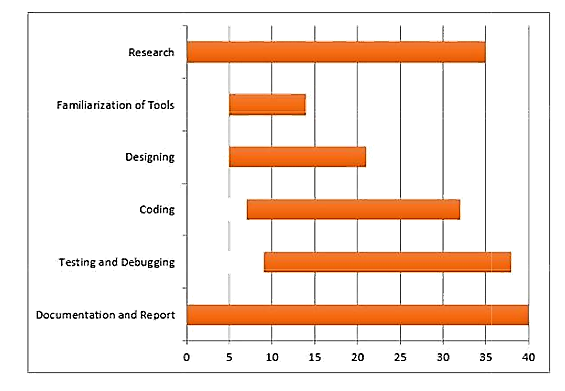 Research
Familiarization of Tools
Designing
Coding
Testing and Debugging
Documentation and Report
0 5 10 15 20 25 30 35 40